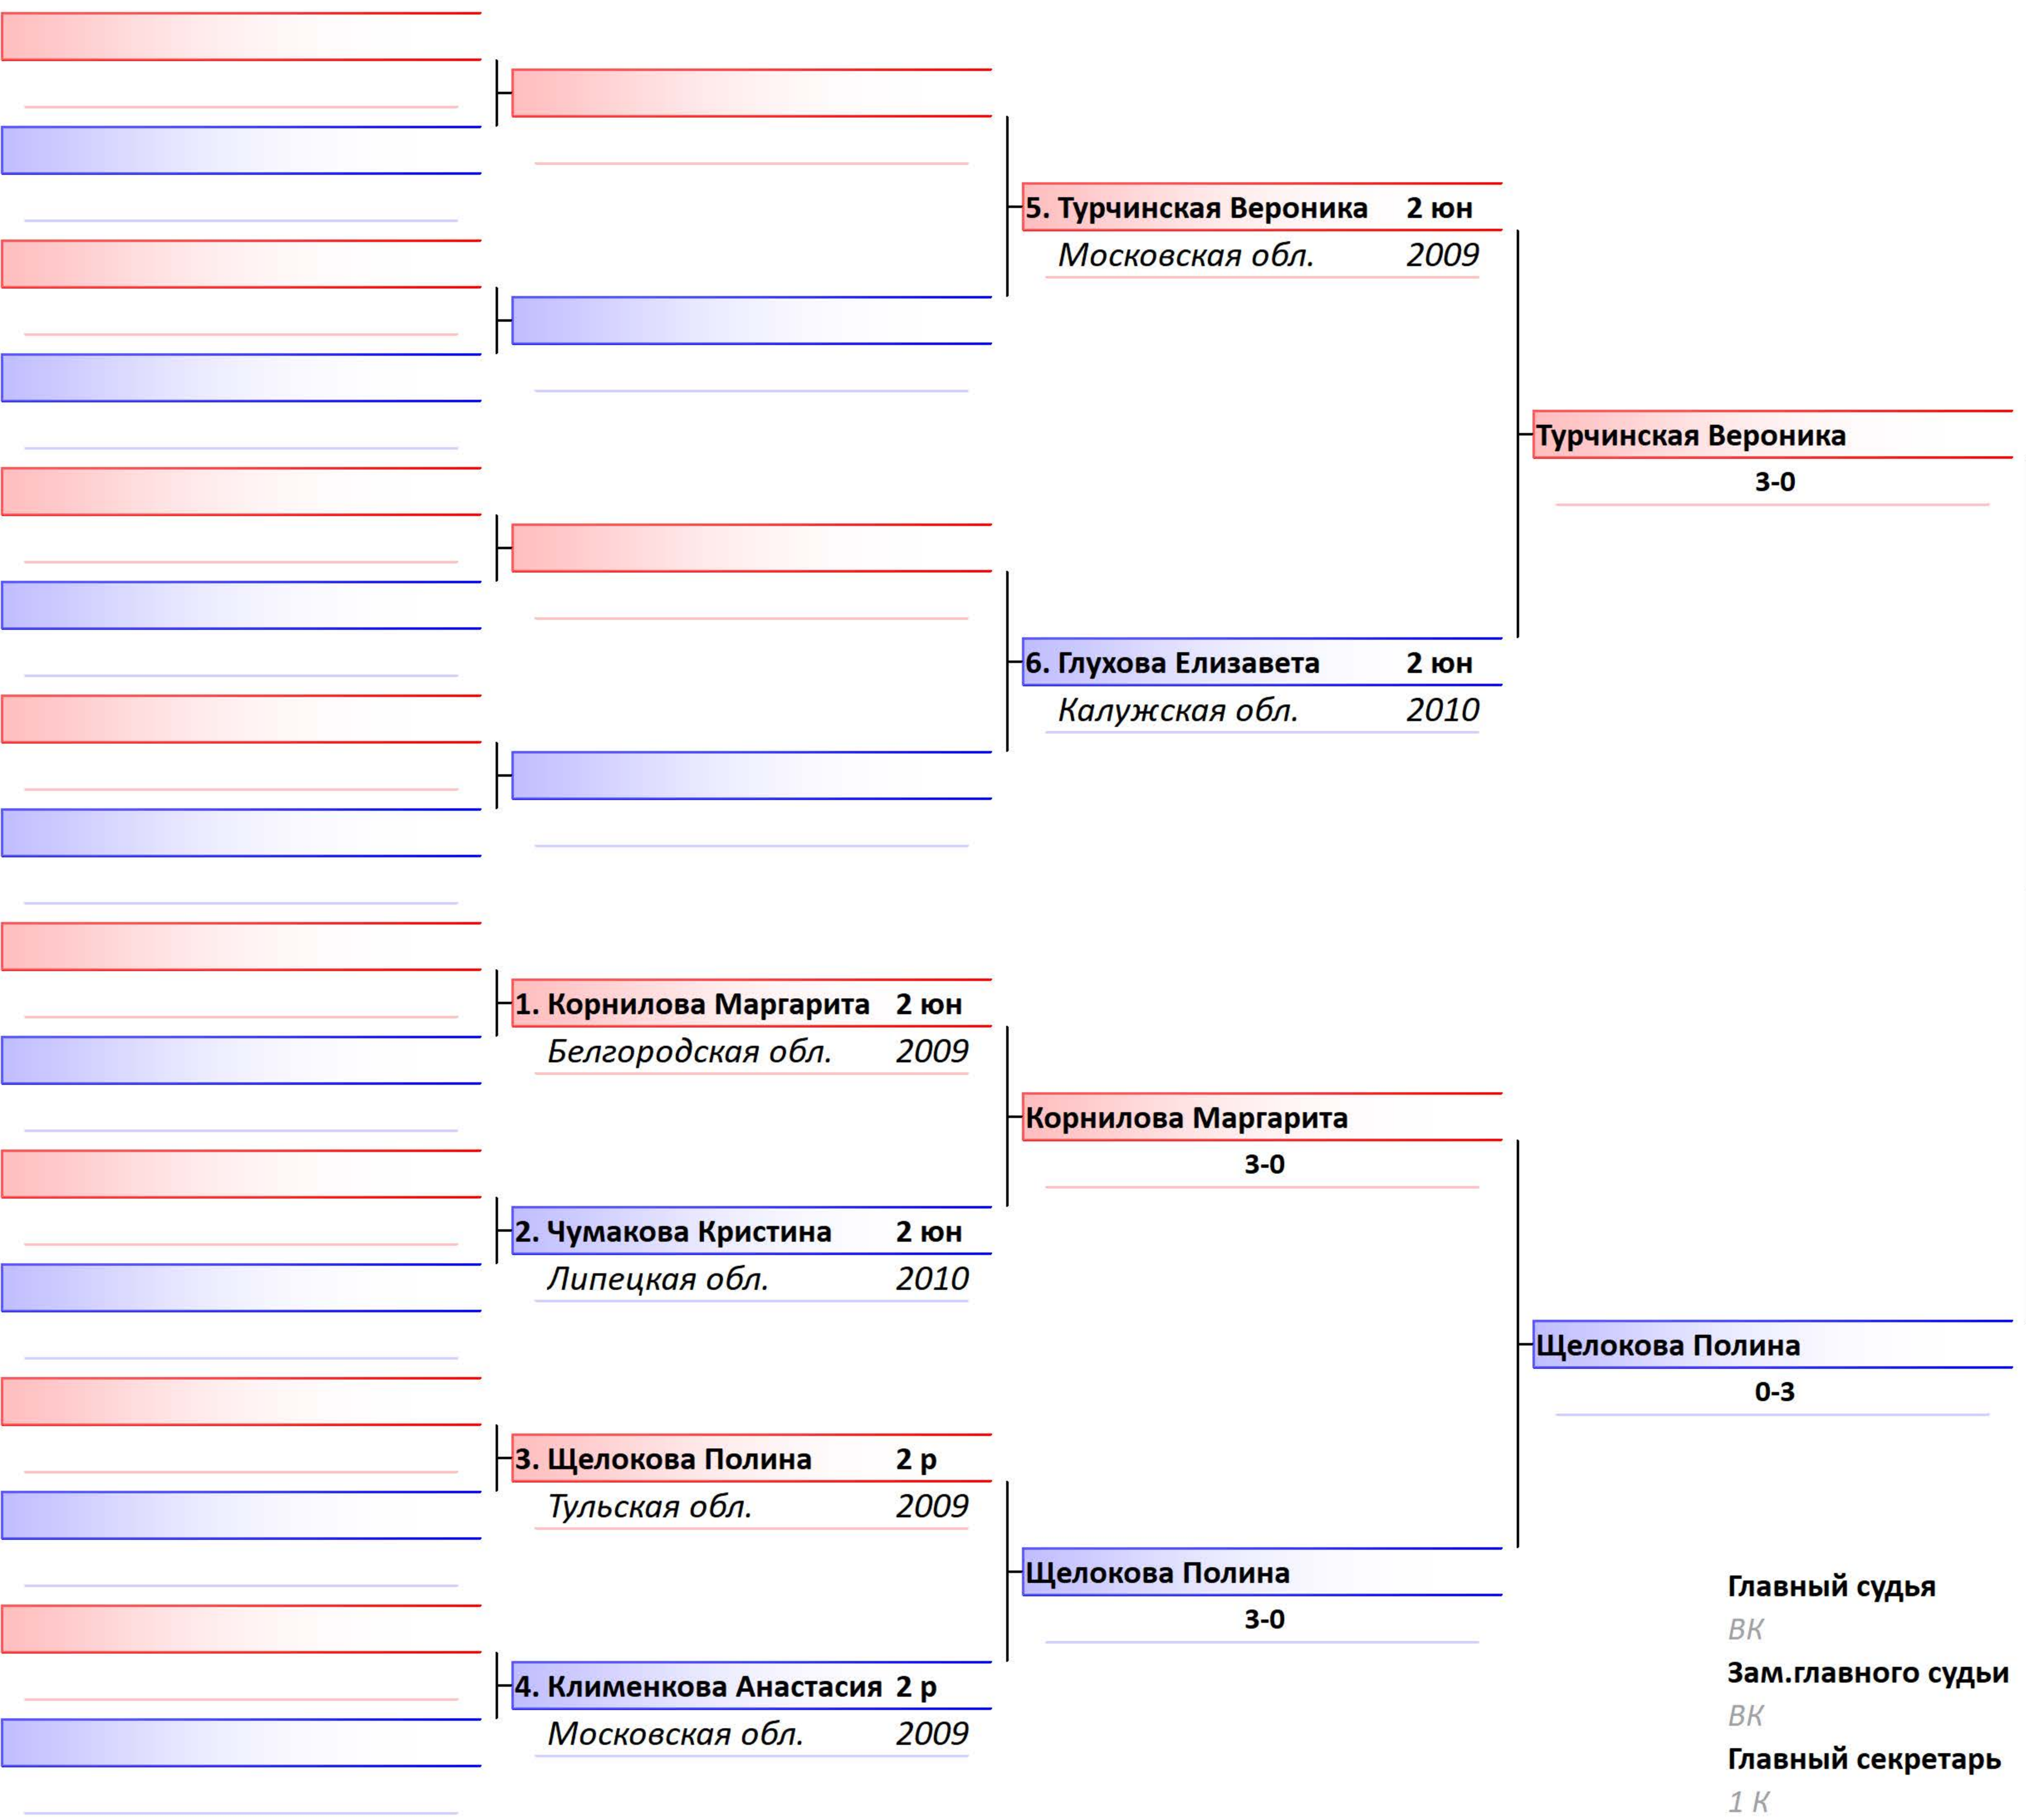 5. Турчинская Вероника 2 юн
Московская обл. 2009
Турчинская Вероника
3-0
6. Глухова Елизавета 2 юн
Калужская обл. 2010
1. Корнилова Маргарита 2 юн
Белгородская обл. 2009
Корнилова Маргарита
3-0
2. Чумакова Кристина 2 юн
Липецкая обл. 2010
Щелокова Полина
0-3
3. Щелокова Полина 2 р
Тульская обл. 2009
Щелокова Полина
3-0
4. Клименкова Анастасия 2 р
Московская обл. 2009
Главный судья
ВК
Зам.главного судьи
ВК
Главный секретарь
1 К